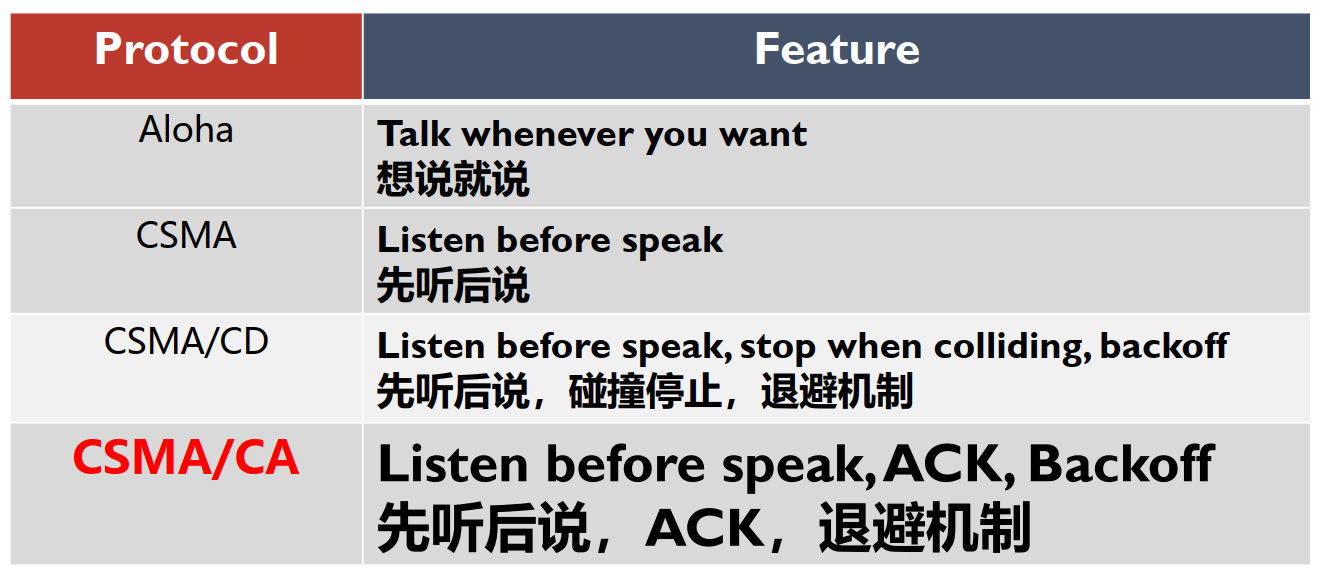 Protocol
Feature
Aloha
Talk whenever you want
想说就说
CSMA
Listen before speak
先听后说
CSMA/CD
Listen before speak, stop when colliding, backoff
先听后说，碰撞停止，退避机制
CSMA/CA
Listen before speak, ACK, Backoff
先听后说，ACK，退避机制